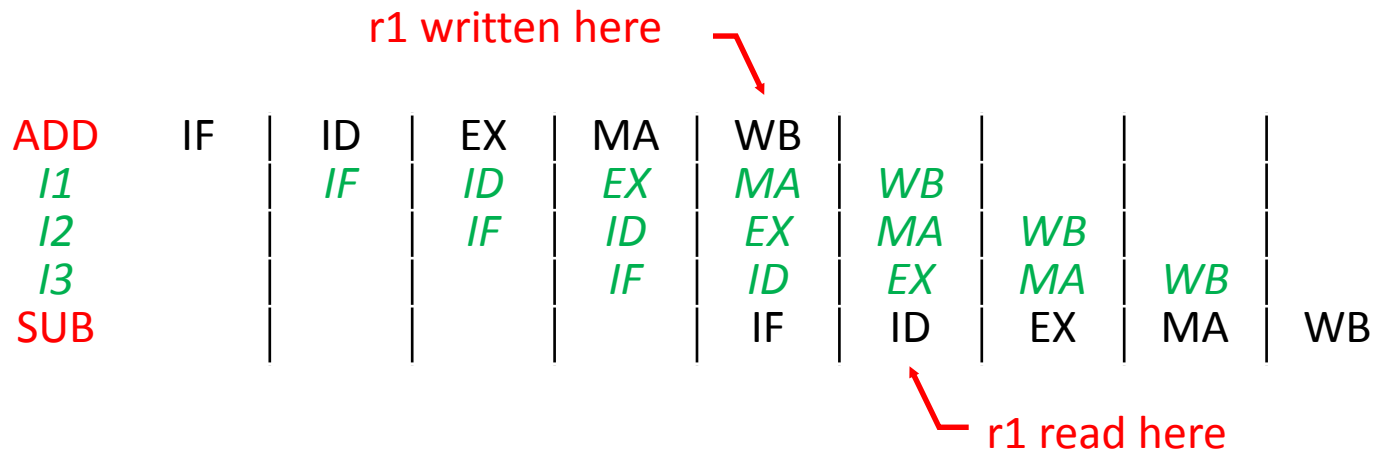 r1 written here
ADD IF | ID | EX | MA | WB | | | |
I1 | IF | ID | EX | MA | WB | | |
I2 | | IF | ID | EX | MA | WB | |
I3 | | | IF | ID | EX | MA | WB |
SUB | | | | IF | ID | EX | MA | WB
r1 read here